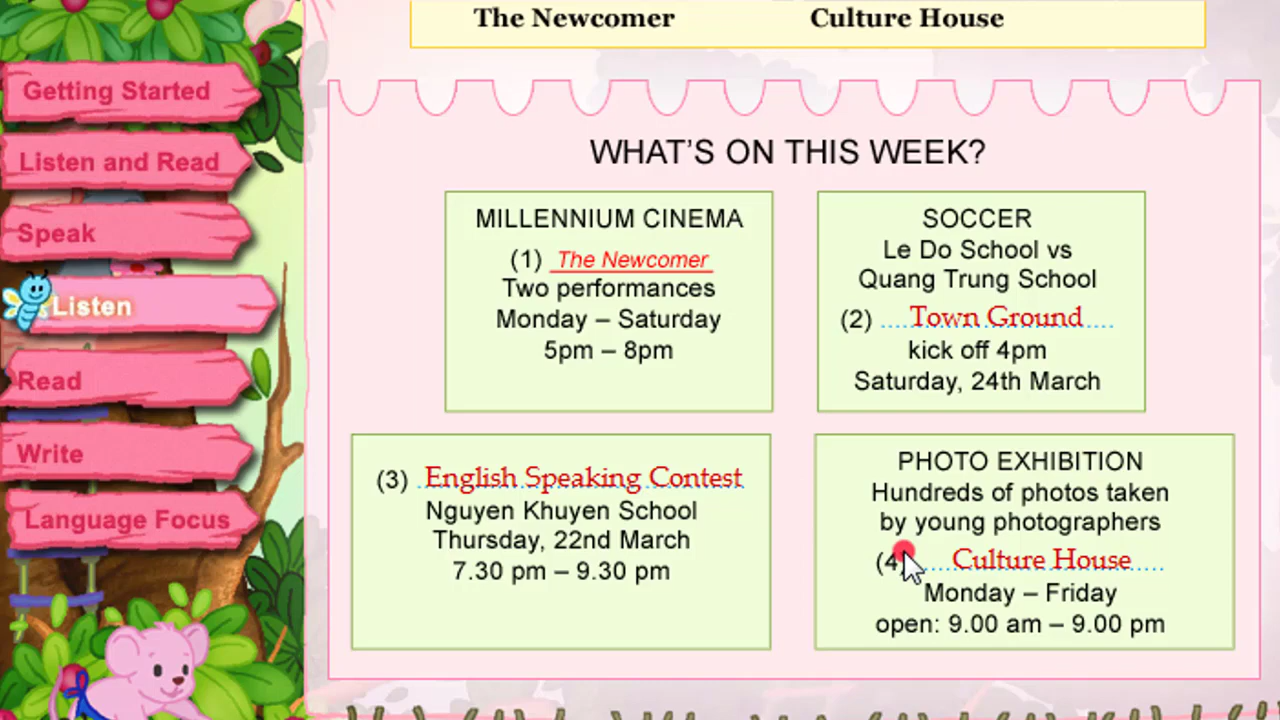 The Newcomer Culture House
Getting Started
Listen and Read
Speak
Listen
Read
Write
Language Focus
WHAT'S ON THIS WEEK?
MILLENNIUM CINEMA
(1) The Newcomer
Two performances
Monday – Saturday
5pm – 8pm
SOCCER
Le Do School vs
Quang Trung School
(2) Town Ground
kick off 4pm
Saturday, 24th March
(3) English Speaking Contest
Nguyen Khuyen School
Thursday, 22nd March
7.30 pm – 9.30 pm
PHOTO EXHIBITION
Hundreds of photos taken
by young photographers
(4 Culture House
Monday – Friday
open: 9.00 am – 9.00 pm